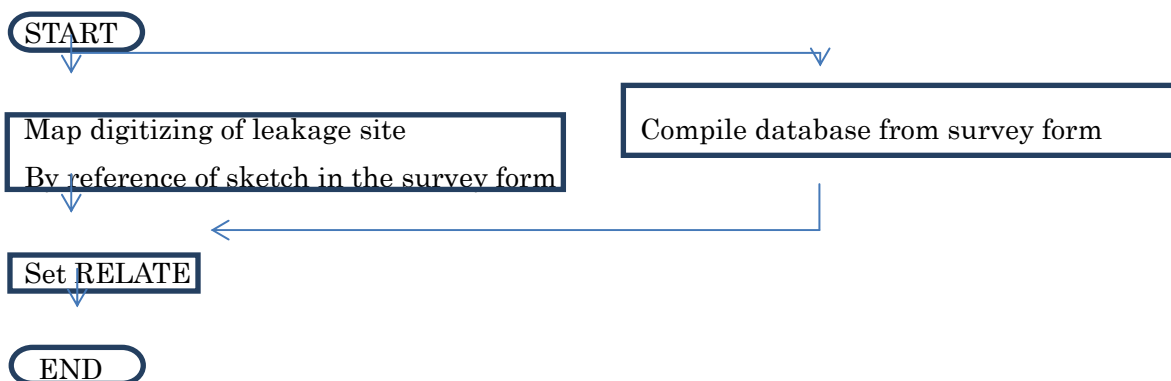 START
Map digitizing of leakage site
By reference of sketch in the survey form
Compile database from survey form
Set RELATE
END